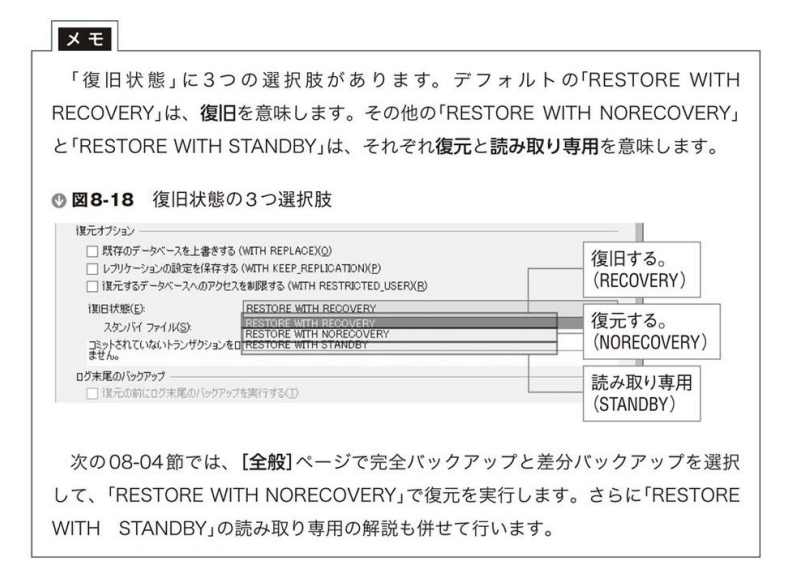 メモ
「復旧状態」に3つの選択肢があります。デフォルトの「RESTORE WITH
RECOVERY」は、復旧を意味します。その他の「RESTORE WITH NORECOVERY」
と「RESTORE WITH STANDBY」は、それぞれ復元と読み取り専用を意味します。
図8-18 復旧状態の3つ選択肢
復元オプション
既存のデータベースを上書きする (WITH REPLACE)(O)
レプリケーションの設定を保存する (WITH KEEP_REPLICATION)(P)
復元するデータベースへのアクセスを制限する (WITH RESTRICTED_USER)(R)
復旧状態(E): RESTORE WITH RECOVERY
スタンバイ ファイル(S): RESTORE WITH RECOVERY
RESTORE WITH NORECOVERY
コミットされていないトランザクションをロ RESTORE WITH STANDBY
ません。
ログ末尾のバックアップ
復元の前にログ末尾のバックアップを実行する(T)
復旧する。
(RECOVERY)
復元する。
(NORECOVERY)
読み取り専用
(STANDBY)
次の08-04節では、[全般]ページで完全バックアップと差分バックアップを選択
して、「RESTORE WITH NORECOVERY」で復元を実行します。さらに「RESTORE
WITH STANDBY」の読み取り専用の解説も併せて行います。